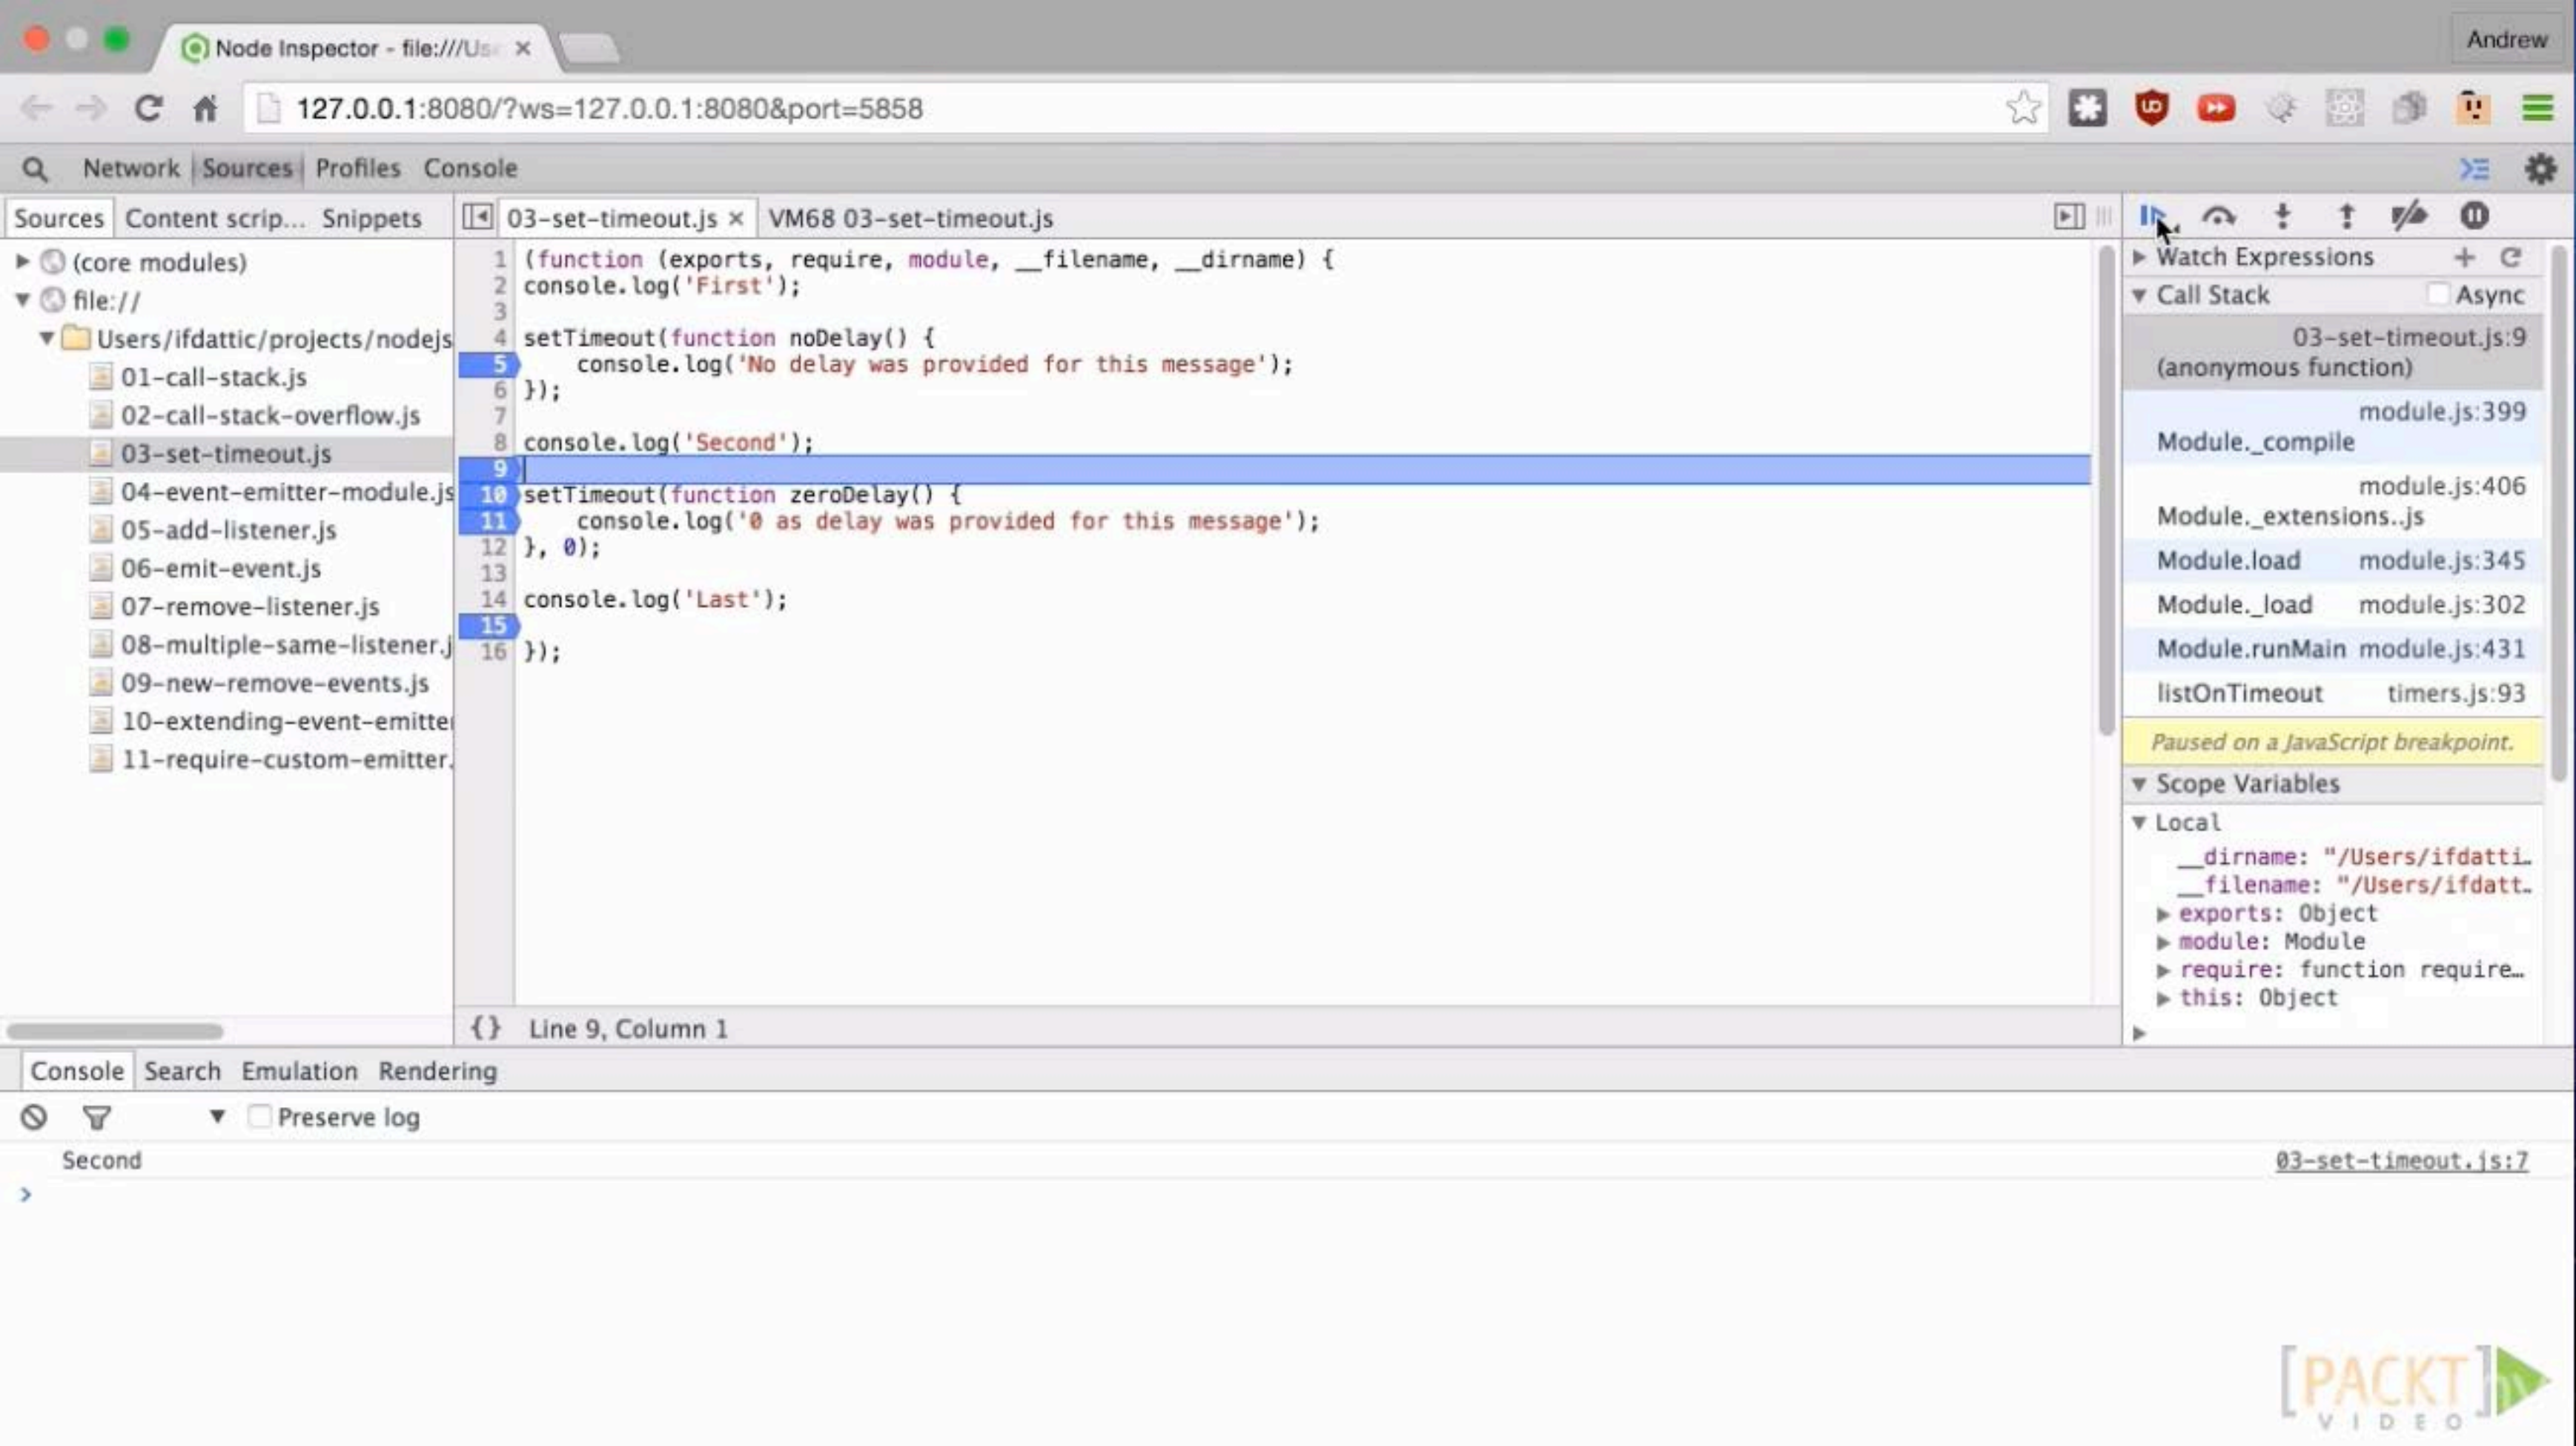 Node Inspector - file:///Us
Andrew
127.0.0.1:8080/?ws=127.0.0.1:8080&port=5858
Network Sources Profiles Console
Sources Content scrip... Snippets
(core modules)
file://
Users/ifdattic/projects/nodejs
01-call-stack.js
02-call-stack-overflow.js
03-set-timeout.js
04-event-emitter-module.js
05-add-listener.js
06-emit-event.js
07-remove-listener.js
08-multiple-same-listener.j
09-new-remove-events.js
10-extending-event-emitte
11-require-custom-emitter.
03-set-timeout.js × VM68 03-set-timeout.js
1 (function (exports, require, module, __filename, __dirname) {
2 console.log('First');
3
4 setTimeout(function noDelay() {
5 console.log('No delay was provided for this message');
6 });
7
8 console.log('Second');
9
10 setTimeout(function zeroDelay() {
11 console.log('0 as delay was provided for this message');
12 }, 0);
13
14 console.log('Last');
15
16 });
{} Line 9, Column 1
Watch Expressions
Call Stack Async
03-set-timeout.js:9
(anonymous function)
module.js:399
Module._compile
module.js:406
Module._extensions..js
Module.load module.js:345
Module._load module.js:302
Module.runMain module.js:431
listOnTimeout timers.js:93
Paused on a JavaScript breakpoint.
Scope Variables
Local
__dirname: "/Users/ifdatti…
__filename: "/Users/ifdatt…
exports: Object
module: Module
require: function require…
this: Object
Console Search Emulation Rendering
Preserve log
Second 03-set-timeout.js:7
[PACKT]
VIDEO